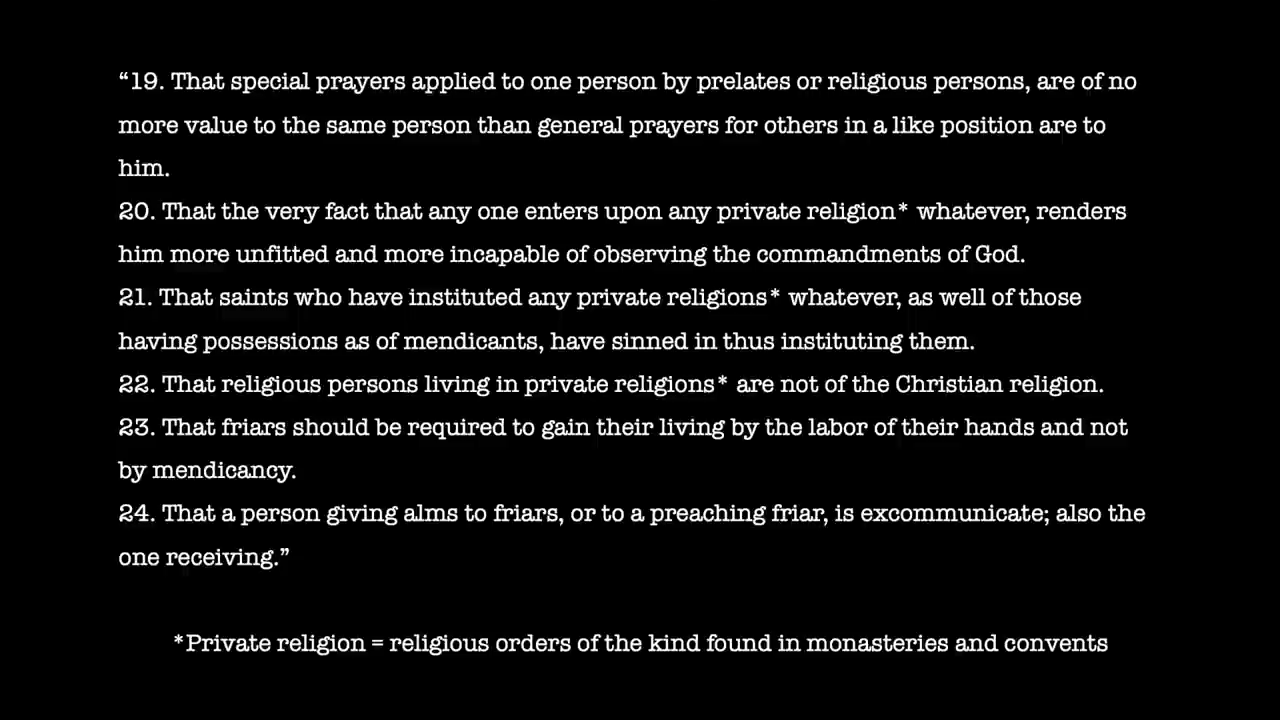 “19. That special prayers applied to one person by prelates or religious persons, are of no
more value to the same person than general prayers for others in a like position are to
him.
20. That the very fact that any one enters upon any private religion* whatever, renders
him more unfitted and more incapable of observing the commandments of God.
21. That saints who have instituted any private religions* whatever, as well of those
having possessions as of mendicants, have sinned in thus instituting them.
22. That religious persons living in private religions* are not of the Christian religion.
23. That friars should be required to gain their living by the labor of their hands and not
by mendicancy.
24. That a person giving alms to friars, or to a preaching friar, is excommunicate; also the
one receiving.”
*Private religion = religious orders of the kind found in monasteries and convents